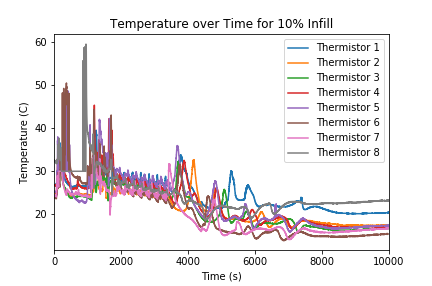 Temperature over Time for 10% Infill
Temperature (C)
60
50
40
30
20
0
2000
4000
6000
8000
10000
Time (s)
Thermistor 1
Thermistor 2
Thermistor 3
Thermistor 4
Thermistor 5
Thermistor 6
Thermistor 7
Thermistor 8